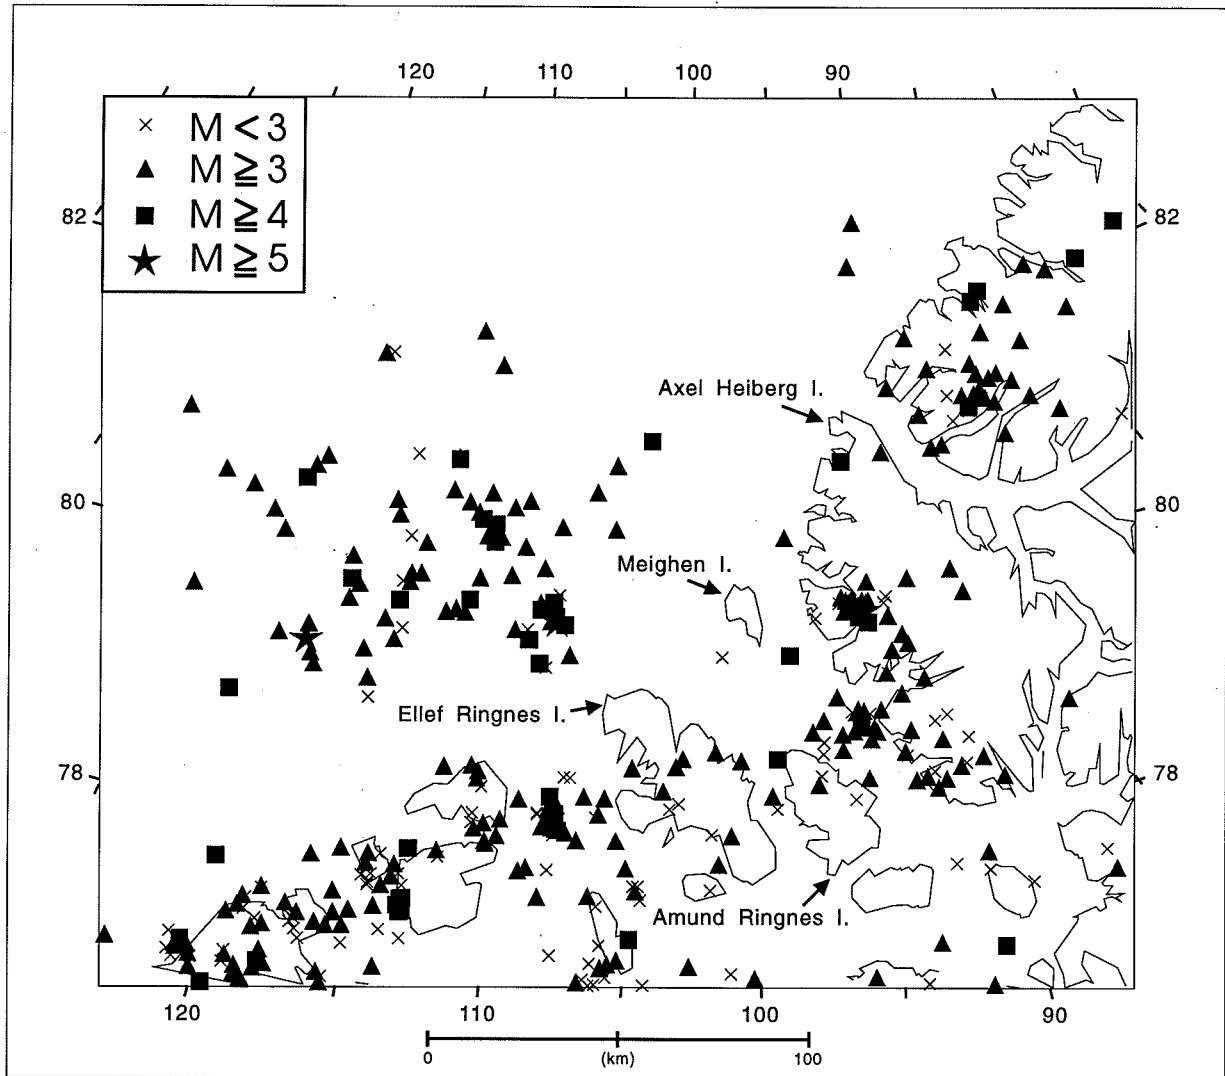 120 110 100 90
M < 3
M ≧ 3
M ≧ 4
M ≧ 5
82 82
Axel Heiberg I.
80 80
Meighen I.
Ellef Ringnes I.
78 78
Amund Ringnes I.
120 110 100 90
0 (km) 100